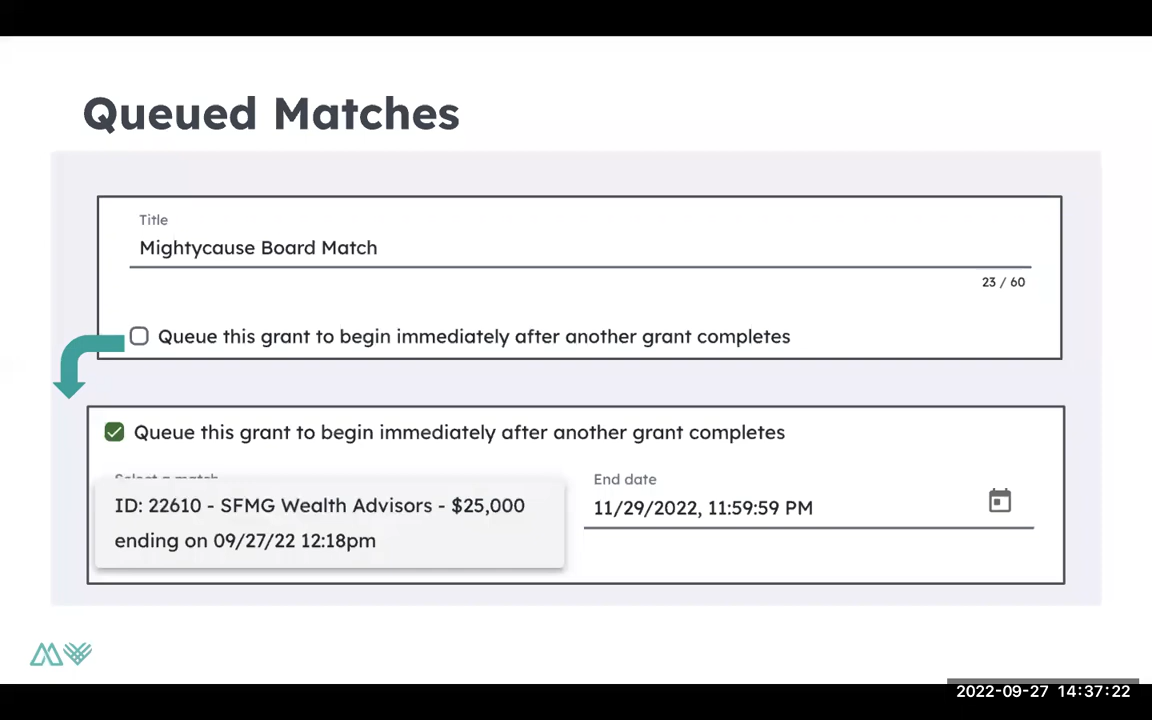 Queued Matches
Title
Mightycause Board Match
23 / 60
Queue this grant to begin immediately after another grant completes
Queue this grant to begin immediately after another grant completes
Select a match
End date
ID: 22610 - SFMG Wealth Advisors - $25,000
ending on 09/27/22 12:18pm
11/29/2022, 11:59:59 PM
2022-09-27 14:37:22